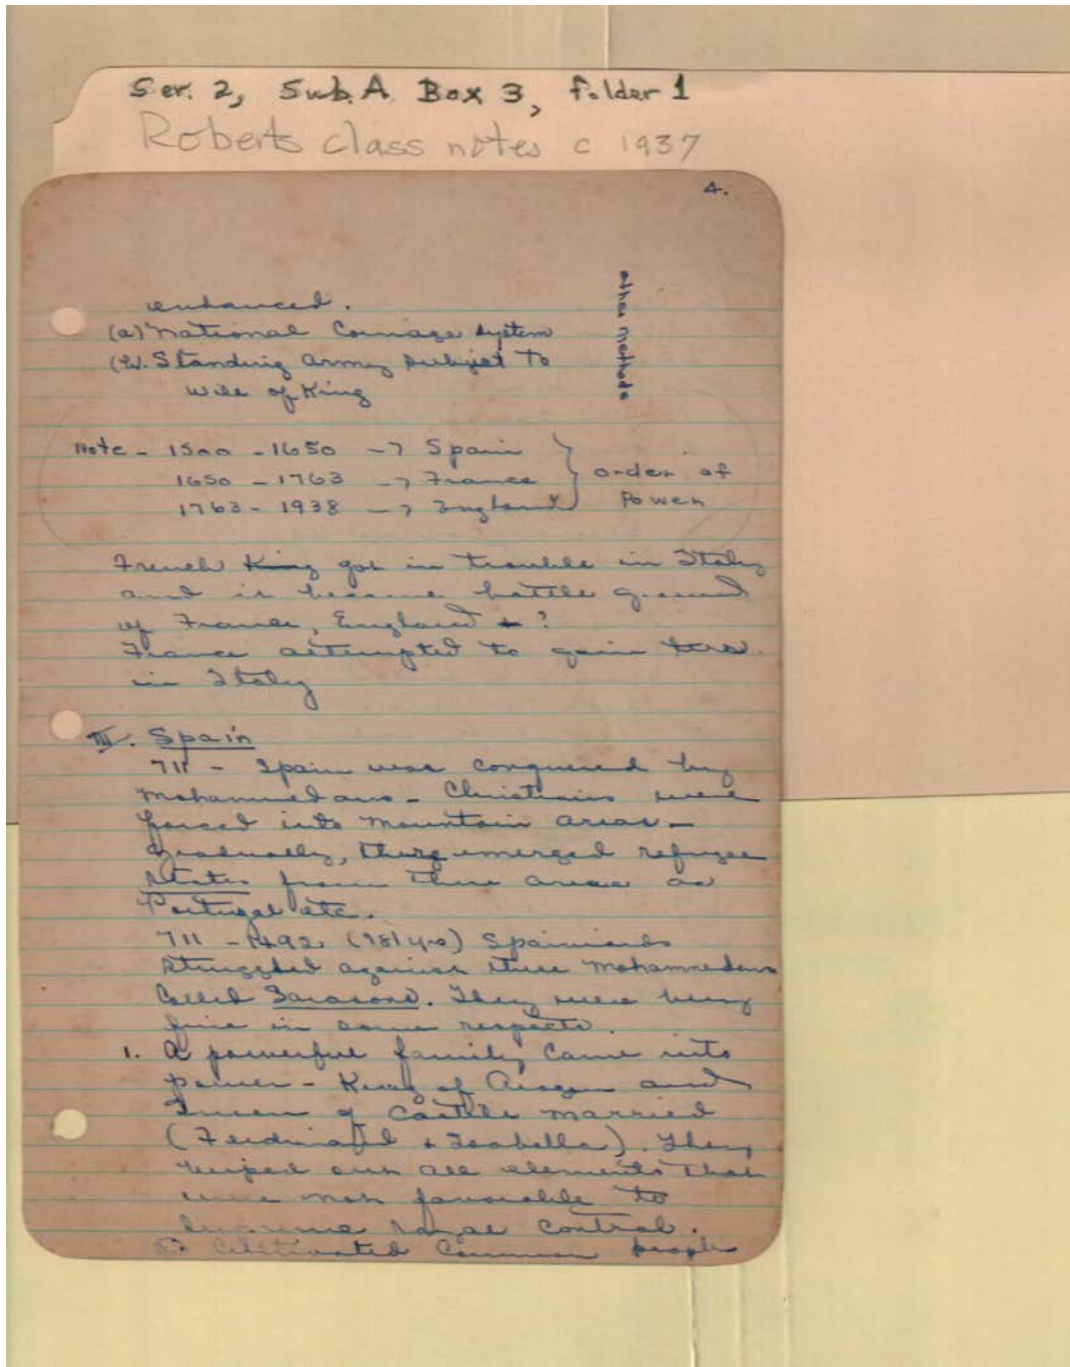 Ser. 2, Sub. A Box 3, folder 1
Roberts class notes c 1937
4.
other methods
enhanced.
(a) National Coinage System
(b). Standing army subject to
will of King
Note - 1500 - 1650 -> Spain
1650 - 1763 -> France
1763 - 1938 -> England
order of
Power
French King got in trouble in Italy
and it became battle ground
of France, England + ?
France attempted to gain
in Italy
III. Spain
711 - Spain was conquered by
Mohammedans - Christians were
forced into mountain areas -
Gradually, there emerged refugee
states from these areas as
Portugal etc.
711 - 1492 (781 yrs) Spaniards
struggled against these Mohammedans
called Saracens. They were very
fine in some respects.
1. A powerful family came into
power - King of Aragon and
Queen of Castile married
(Ferdinand + Isabella). They
wiped out all elements that
were not favorable to
supreme royal control.
Cultivated Common people